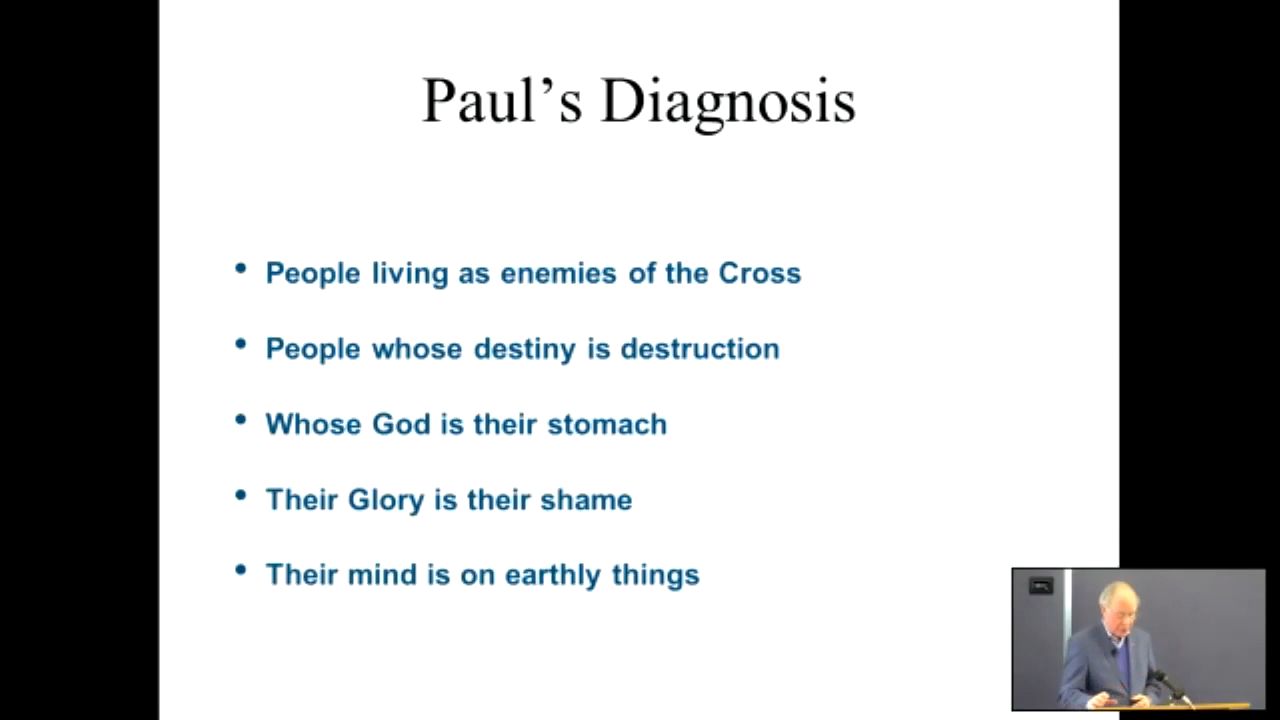 Paul’s Diagnosis
• People living as enemies of the Cross
• People whose destiny is destruction
• Whose God is their stomach
• Their Glory is their shame
• Their mind is on earthly things